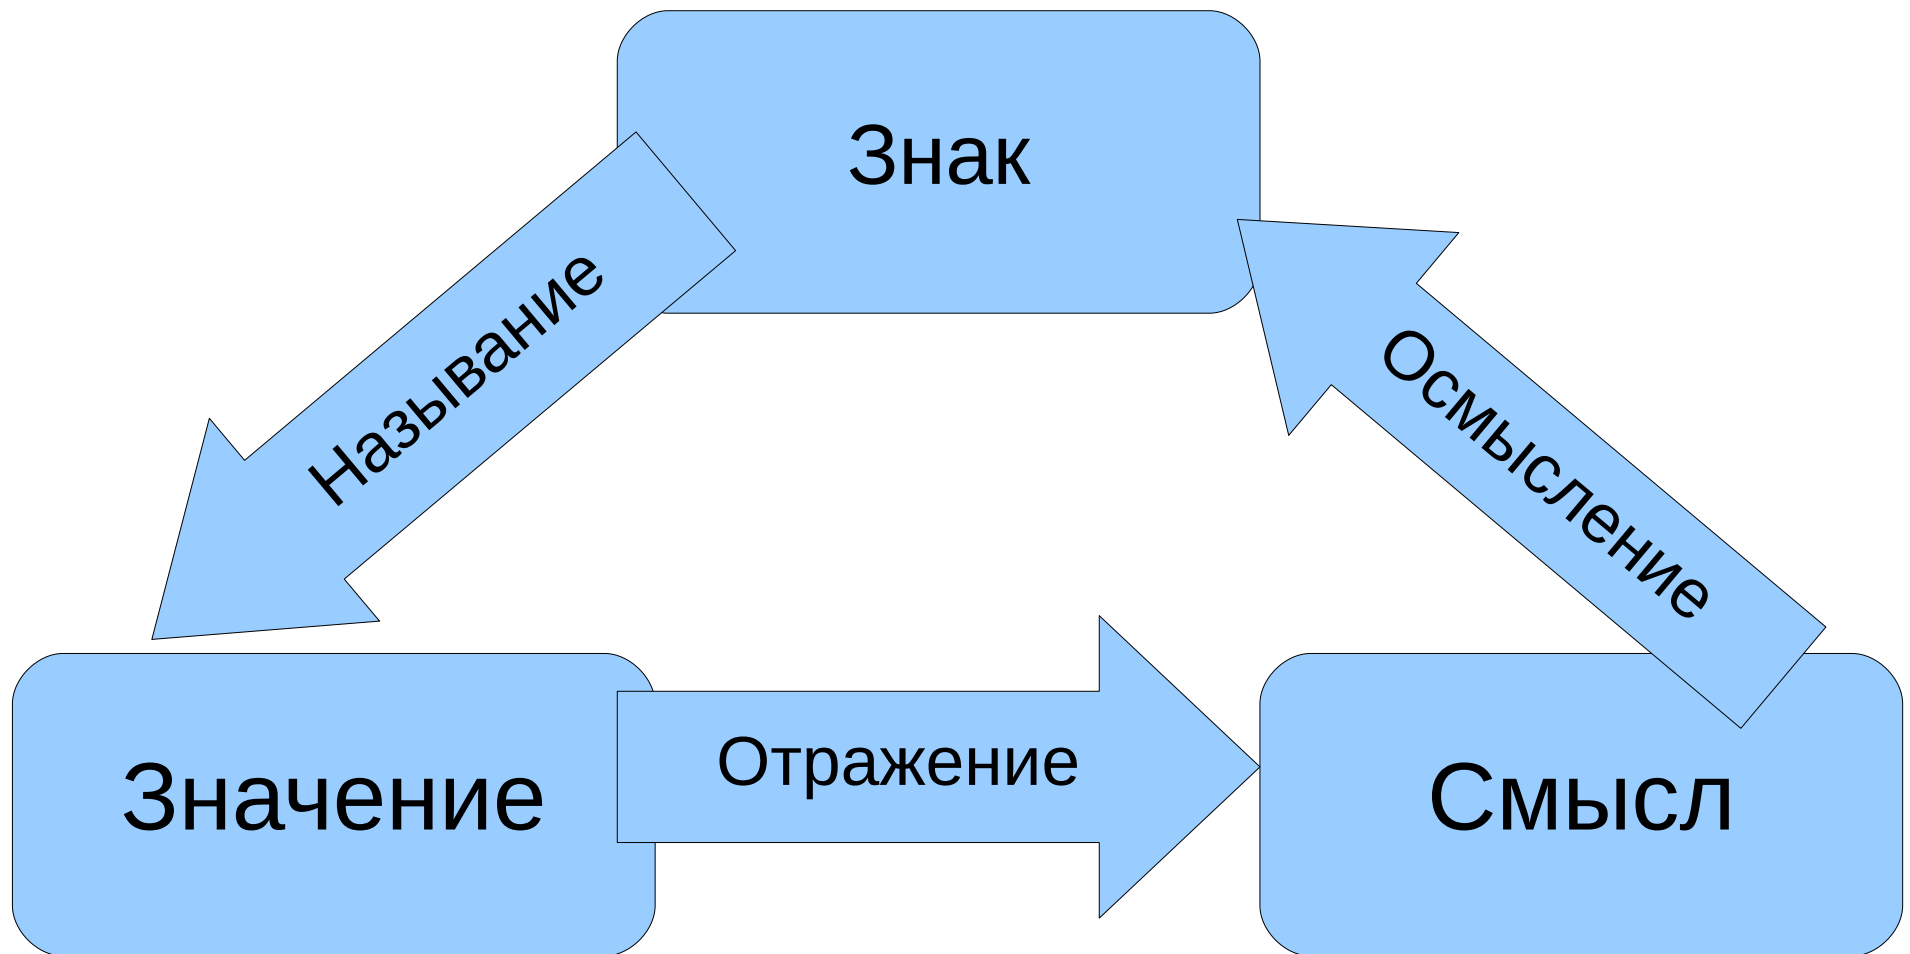 Знак
Называние
Осмысление
Отражение
Значение
Смысл